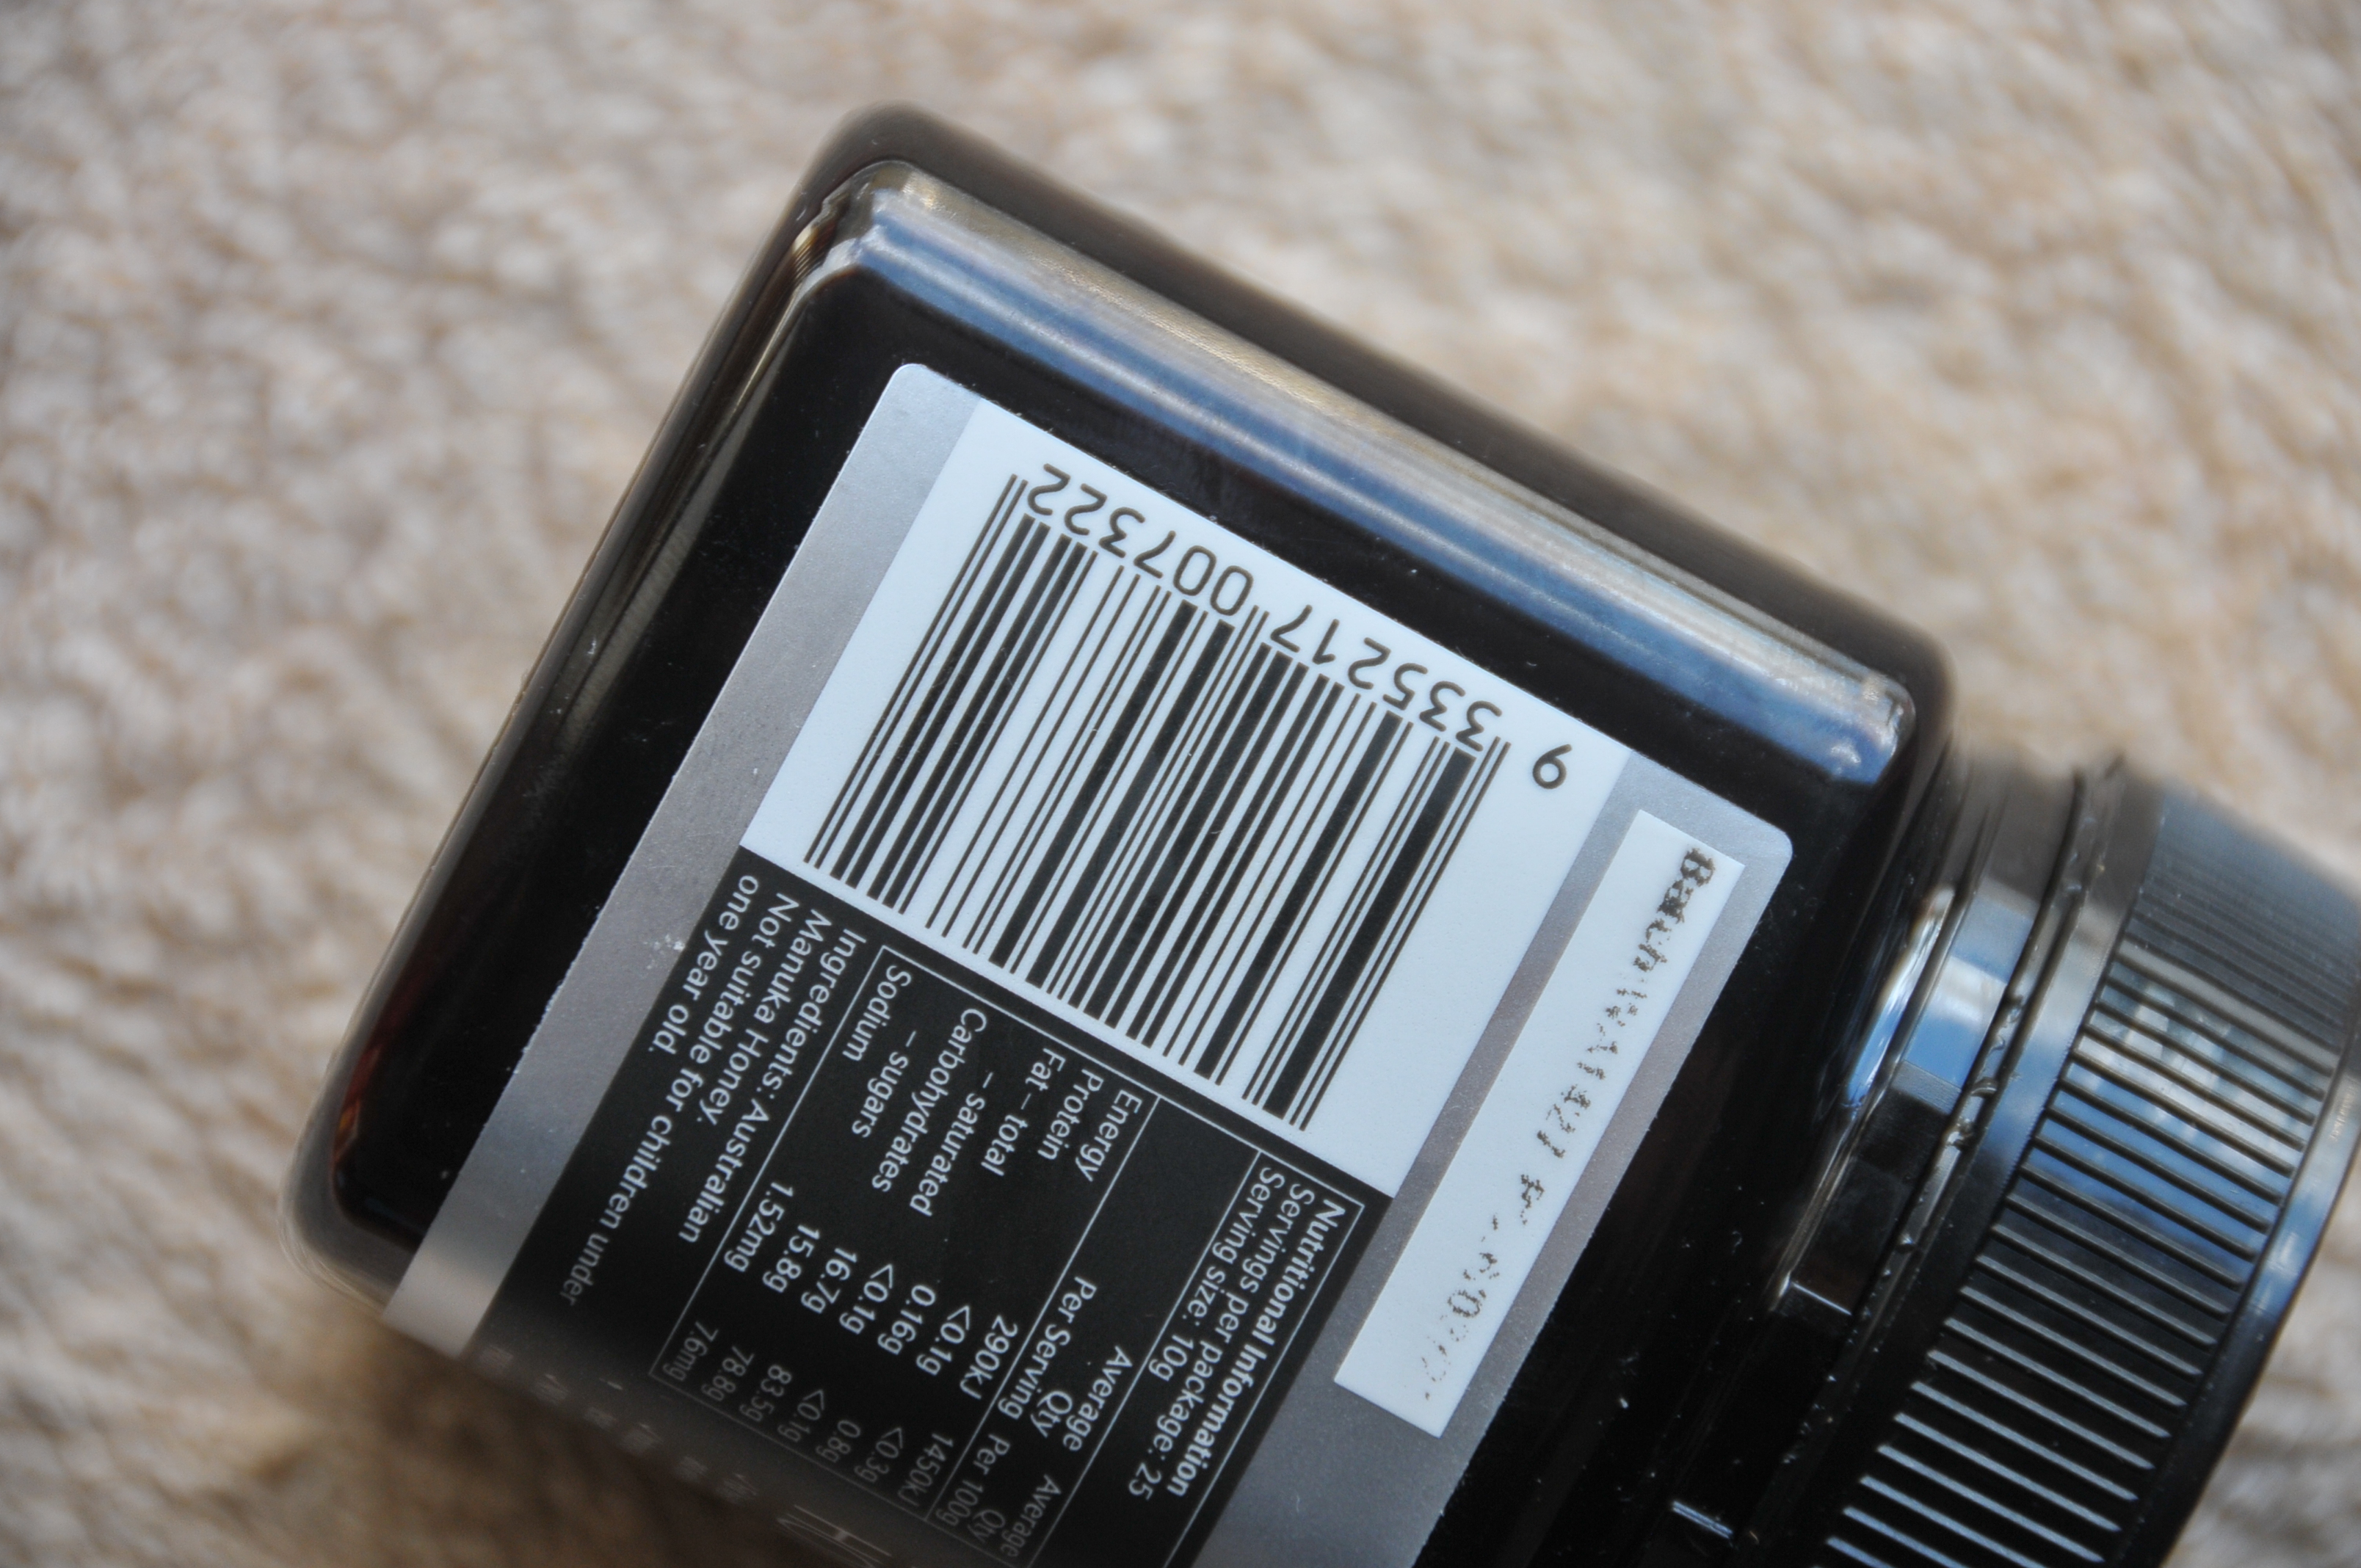 Batch
Nutritional Information
Servings per package: 25
Serving size: 10g
Average Average
Qty Qty
Per Serving Per 100g
Energy 290kJ 1450kJ
Protein <0.1g <0.3g
Fat – total 0.16g 0.8g
– saturated <0.1g <0.1g
Carbohydrates 16.7g 83.5g
– sugars 15.8g 78.8g
Sodium 1.52mg 7.6mg
Ingredients: Australian
Manuka Honey.
Not suitable for children under
one year old.
9 335217 007322